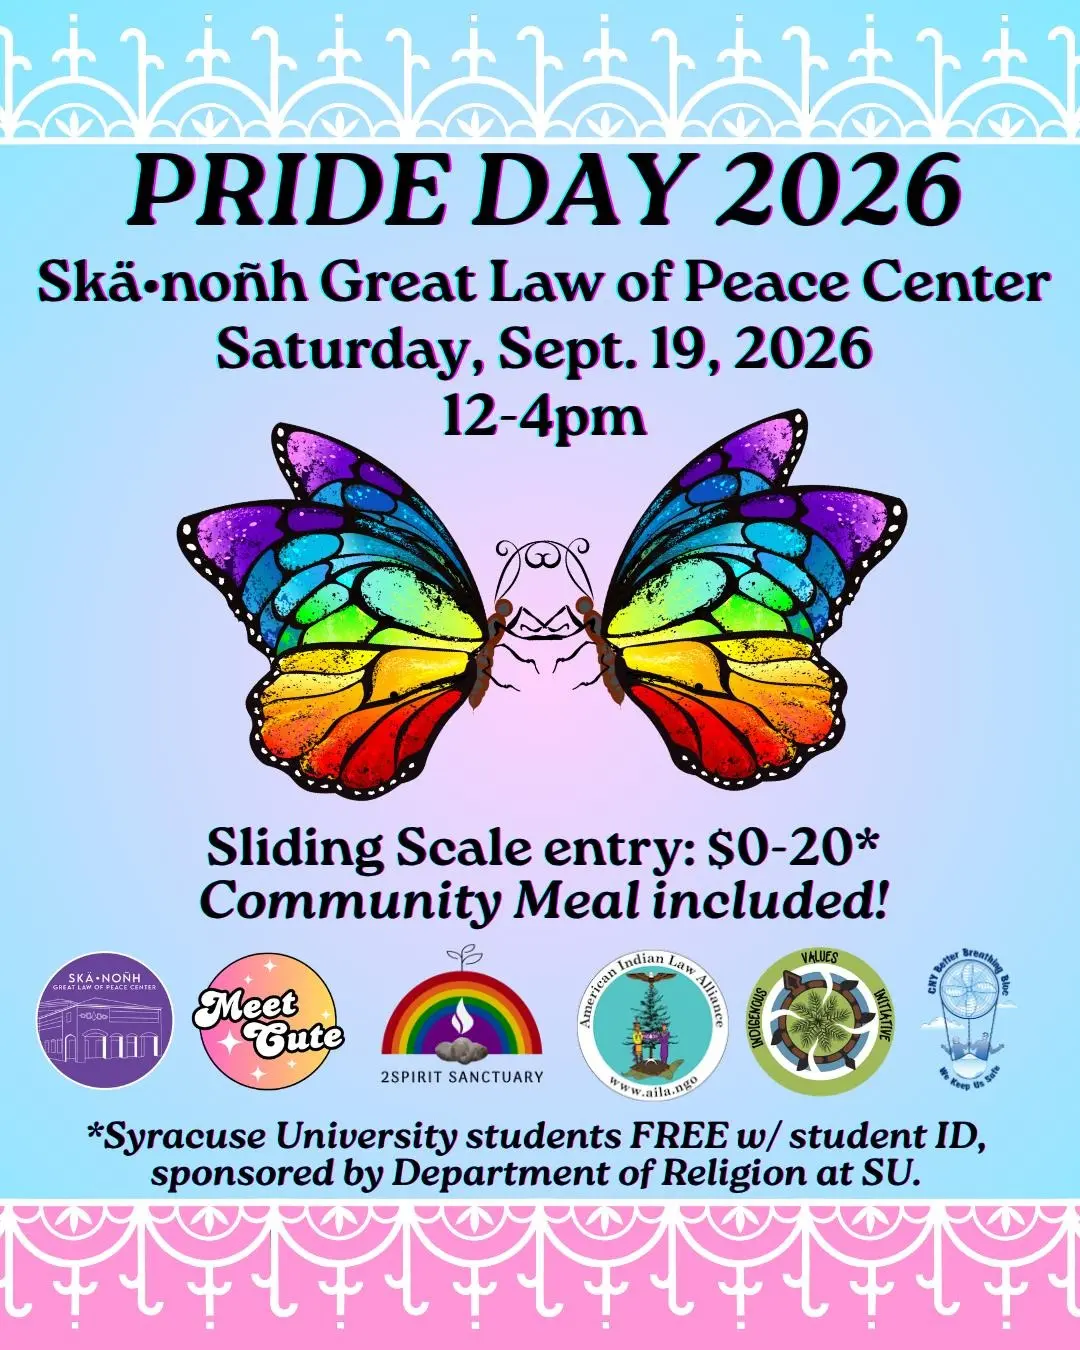 PRIDE DAY 2026
Skä•noñh Great Law of Peace Center
Saturday, Sept. 19, 2026
12-4pm
Sliding Scale entry: $0-20*
Community Meal included!
SKÄ•NOÑH
GREAT LAW OF PEACE CENTER
Meet
Cute
2SPIRIT SANCTUARY
American Indian Law Alliance
www.aila.ngo
INDIGENOUS
VALUES
INITIATIVE
CNY Better Breathing Bloc
We Keep Us Safe
*Syracuse University students FREE w/ student ID,
sponsored by Department of Religion at SU.